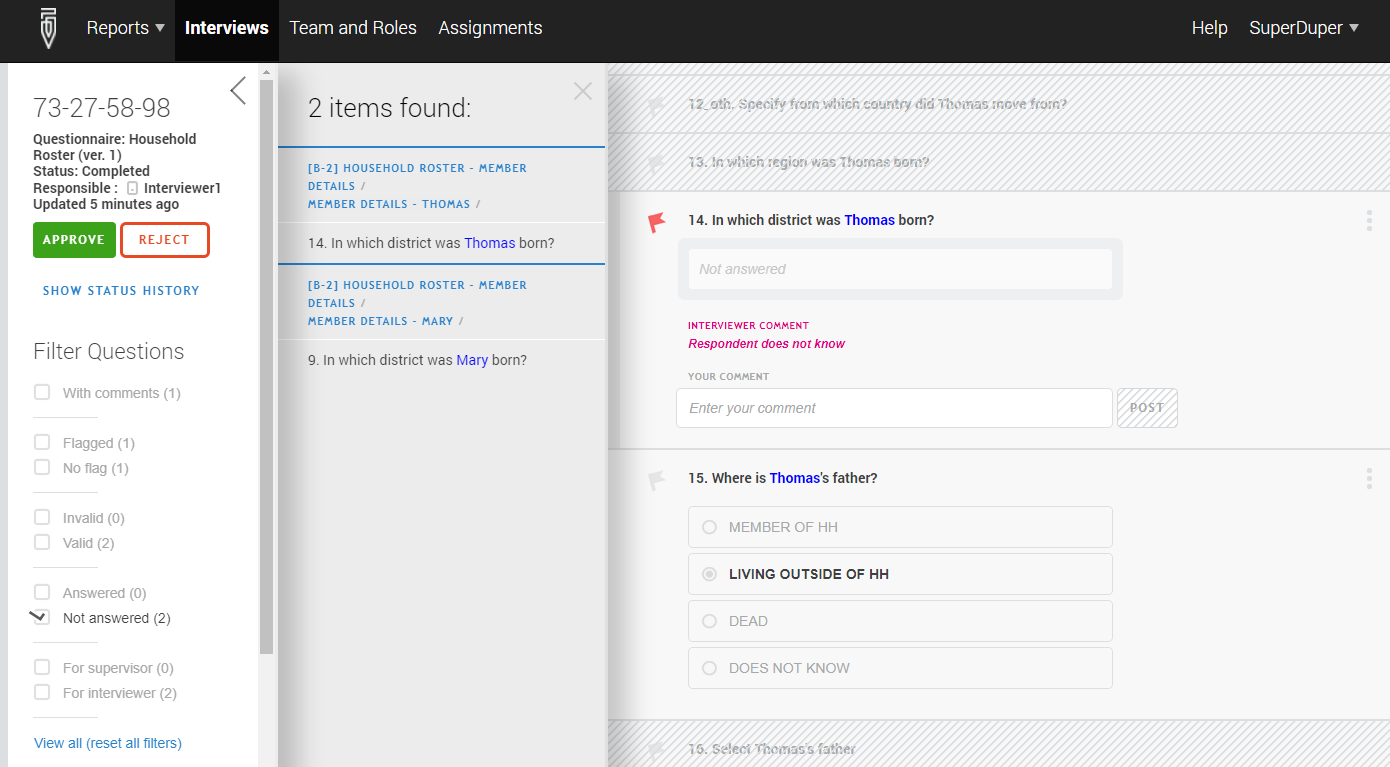 Reports ▼ Interviews Team and Roles Assignments Help SuperDuper ▼
73-27-58-98
Questionnaire: Household
Roster (ver. 1)
Status: Completed
Responsible : Interviewer1
Updated 5 minutes ago
APPROVE REJECT
SHOW STATUS HISTORY
Filter Questions
With comments (1)
Flagged (1)
No flag (1)
Invalid (0)
Valid (2)
Answered (0)
Not answered (2)
For supervisor (0)
For interviewer (2)
View all (reset all filters)
2 items found:
[B-2] HOUSEHOLD ROSTER - MEMBER
DETAILS /
MEMBER DETAILS - THOMAS /
14. In which district was Thomas born?
[B-2] HOUSEHOLD ROSTER - MEMBER
DETAILS /
MEMBER DETAILS - MARY /
9. In which district was Mary born?
12_oth. Specify from which country did Thomas move from?
13. In which region was Thomas born?
14. In which district was Thomas born?
Not answered
INTERVIEWER COMMENT
Respondent does not know
YOUR COMMENT
Enter your comment POST
15. Where is Thomas's father?
MEMBER OF HH
LIVING OUTSIDE OF HH
DEAD
DOES NOT KNOW
16. Select Thomas's father